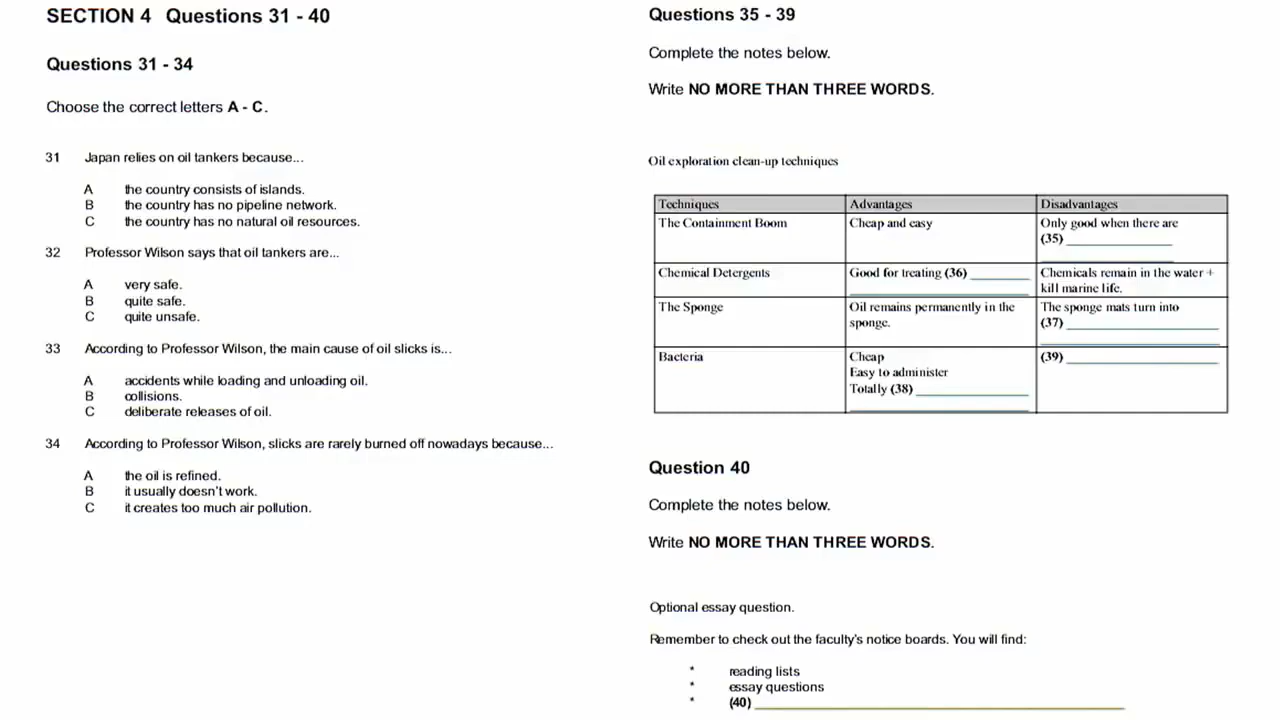 SECTION 4 Questions 31 - 40
Questions 31 - 34
Choose the correct letters A - C.
31 Japan relies on oil tankers because...
A the country consists of islands.
B the country has no pipeline network.
C the country has no natural oil resources.
32 Professor Wilson says that oil tankers are...
A very safe.
B quite safe.
C quite unsafe.
33 According to Professor Wilson, the main cause of oil slicks is...
A accidents while loading and unloading oil.
B collisions.
C deliberate releases of oil.
34 According to Professor Wilson, slicks are rarely burned off nowadays because...
A the oil is refined.
B it usually doesn't work.
C it creates too much air pollution.
Questions 35 - 39
Complete the notes below.
Write NO MORE THAN THREE WORDS.
Oil exploration clean-up techniques
Techniques Advantages Disadvantages
The Containment Boom Cheap and easy Only good when there are
(35) ____________
Chemical Detergents Good for treating (36) ____________ Chemicals remain in the water +
kill marine life.
The Sponge Oil remains permanently in the The sponge mats turn into
sponge. (37) ____________
Bacteria Cheap (39) ____________
Easy to administer
Totally (38) ____________
Question 40
Complete the notes below.
Write NO MORE THAN THREE WORDS.
Optional essay question.
Remember to check out the faculty's notice boards. You will find:
* reading lists
* essay questions
* (40) ____________